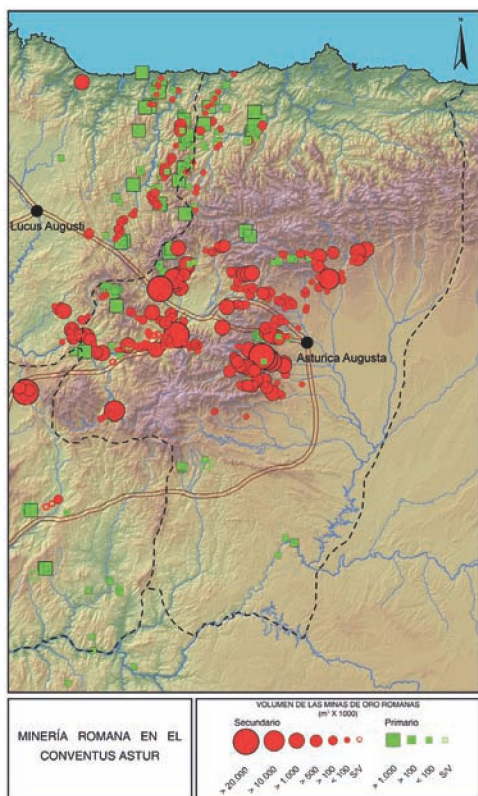 N
Lucus Augusti
Asturica Augusta
MINERÍA ROMANA EN EL
CONVENTUS ASTUR
VOLUMEN DE LAS MINAS DE ORO ROMANAS
(m³ X 1000)
Secundario
Primario
> 20.000
> 10.000
> 1.000
> 500
> 100
< 100
S/V
> 1.000
> 100
< 100
S/V